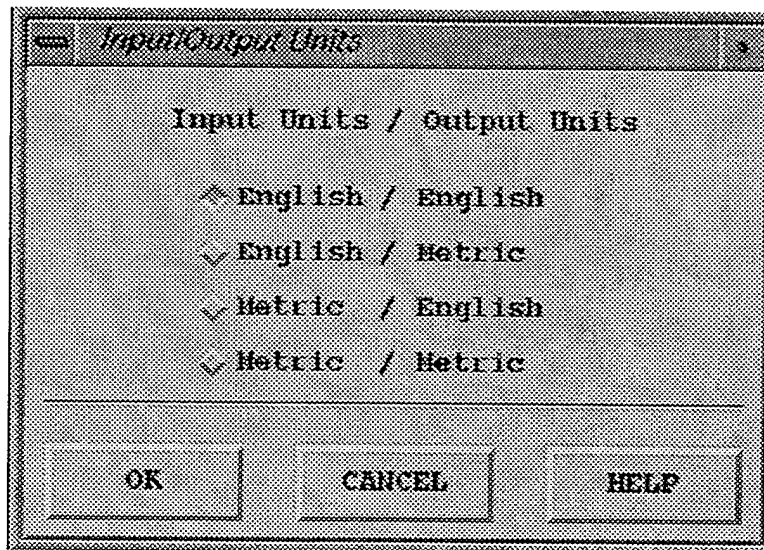 Input/Output Units
Input Units / Output Units
English / English
English / Metric
Metric / English
Metric / Metric
OK CANCEL HELP